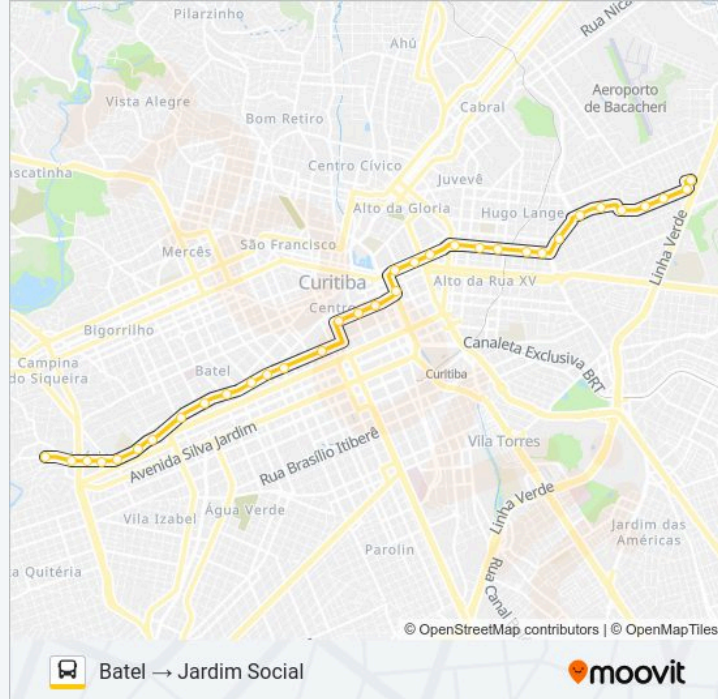 Pilarzinho
Rua Nica
Ahú
Aeroporto
de Bacacheri
Vista Alegre
Cabral
Bom Retiro
ascatinha
Centro Cívico
Juvevê
Alto da Gloria
Hugo Lange
Mercês
São Francisco
Linha Verde
Curitiba
Centro
Alto da Rua XV
Bigorrilho
Canaleta Exclusiva BRT
Campina
do Siqueira
Batel
Curitiba
Avenida Silva Jardim
Vila Torres
Rua Brasílio Itiberê
Linha Verde
Água Verde
Vila Izabel
Jardim das
Américas
Parolin
a Quitéria
Rua Canal
© OpenStreetMap contributors | © OpenMapTiles
Batel → Jardim Social
moovit